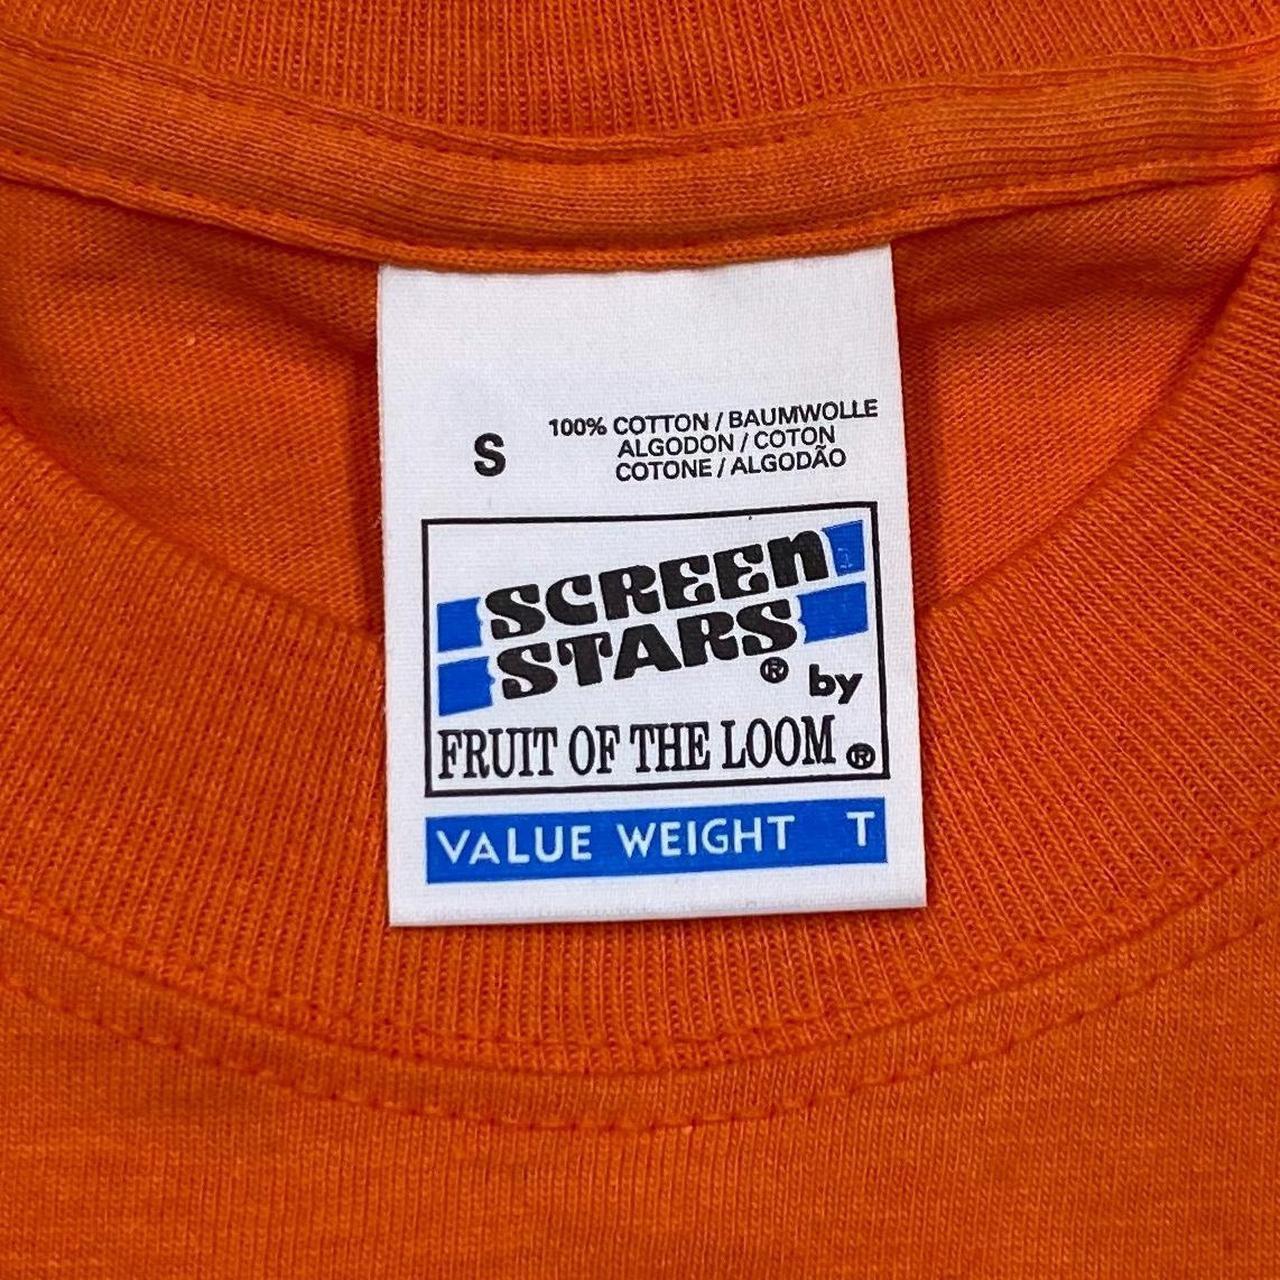 S
100% COTTON / BAUMWOLLE
ALGODON / COTON
COTONE / ALGODÃO
SCREEn
STARS® by
FRUIT OF THE LOOM®
VALUE WEIGHT T